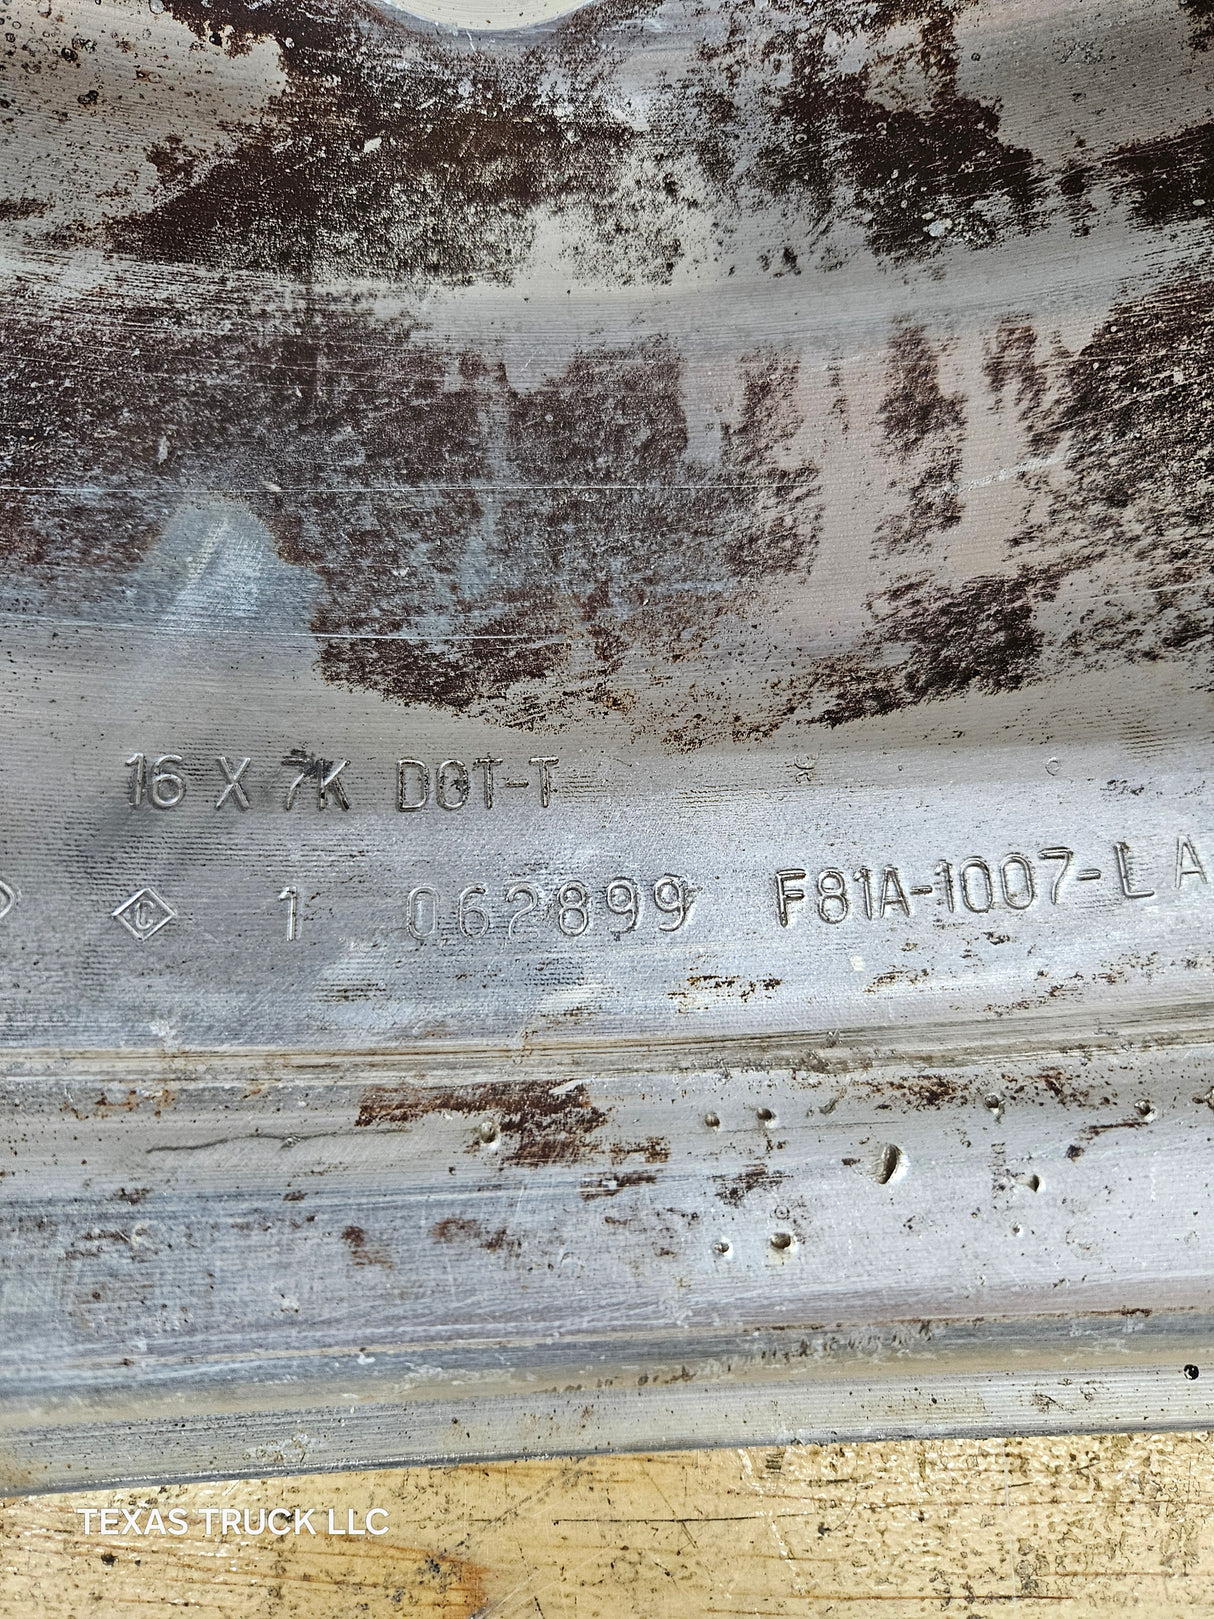 16 X 7K DOT-T
C 1 062899 F81A-1007-LA
TEXAS TRUCK LLC